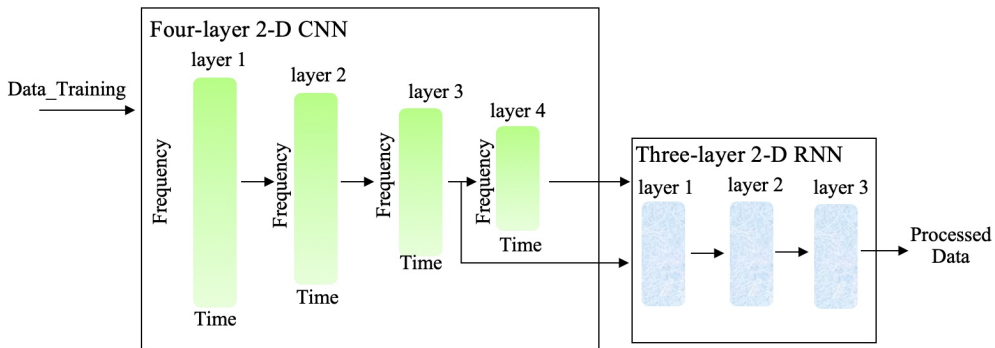 Four-layer 2-D CNN
layer 1
layer 2
layer 3
layer 4
Data_Training
Frequency
Frequency
Frequency
Frequency
Time
Time
Time
Time
Three-layer 2-D RNN
layer 1
layer 2
layer 3
Processed
Data